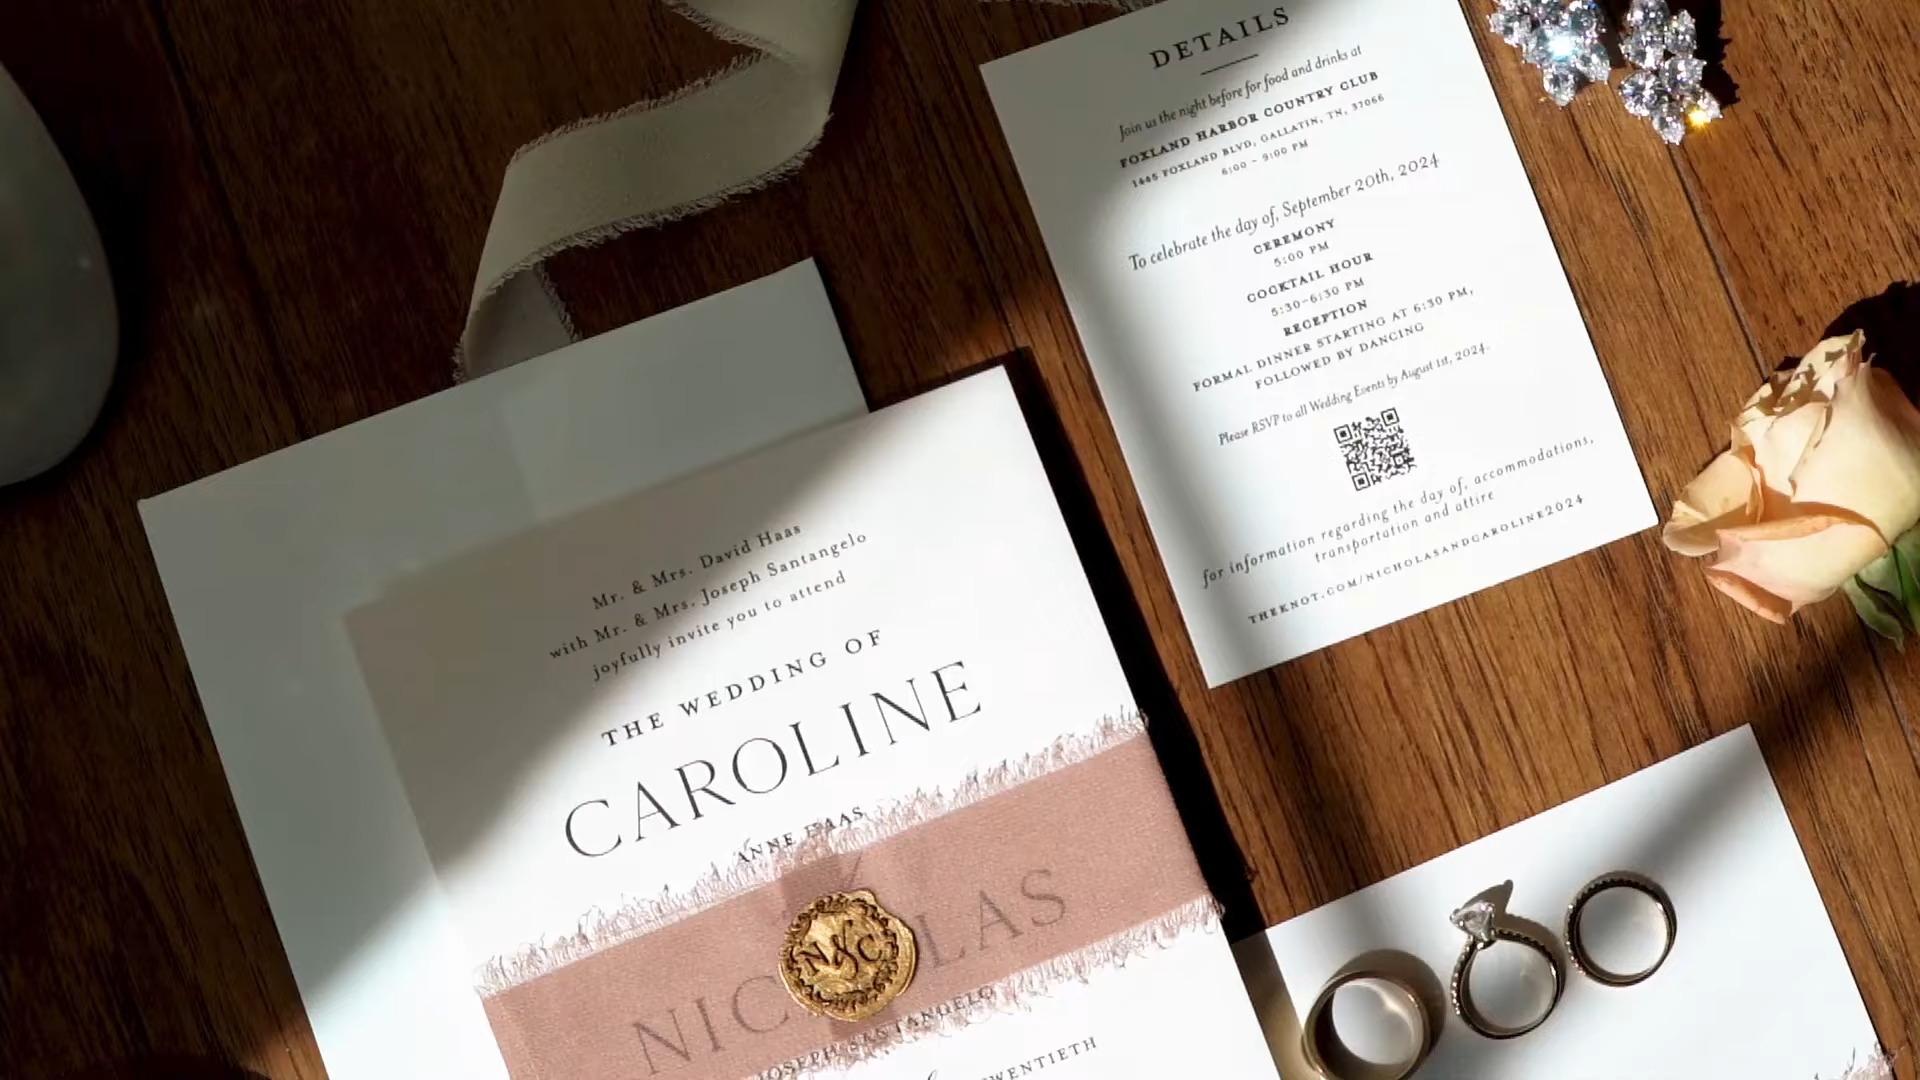 DETAILS
Join us the night before for food and drinks at
FOXLAND HARBOR COUNTRY CLUB
1445 FOXLAND BLVD, GALLATIN, TN, 37066
6:00 - 9:00 PM
To celebrate the day of, September 20th, 2024
CEREMONY
5:00 PM
COCKTAIL HOUR
5:30-6:30 PM
RECEPTION
FORMAL DINNER STARTING AT 6:30 PM,
FOLLOWED BY DANCING
Please RSVP to all Wedding Events by August 1st, 2024.
for information regarding the day of, accommodations,
transportation and attire
THEKNOT.COM/NICHOLASANDCAROLINE2024
Mr. & Mrs. David Haas
with Mr. & Mrs. Joseph Santangelo
joyfully invite you to attend
THE WEDDING OF
CAROLINE
ANNE HAAS
NICHOLAS
N&C
JOSEPH SANTANGELO
TWENTIETH